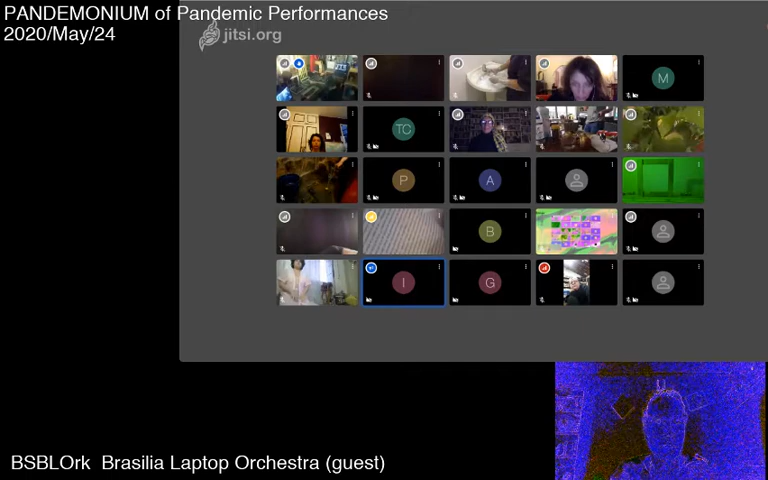 PANDEMONIUM of Pandemic Performances
2020/May/24
jitsi.org
M
TC
P
A
B
I
G
BSBLOrk Brasilia Laptop Orchestra (guest)